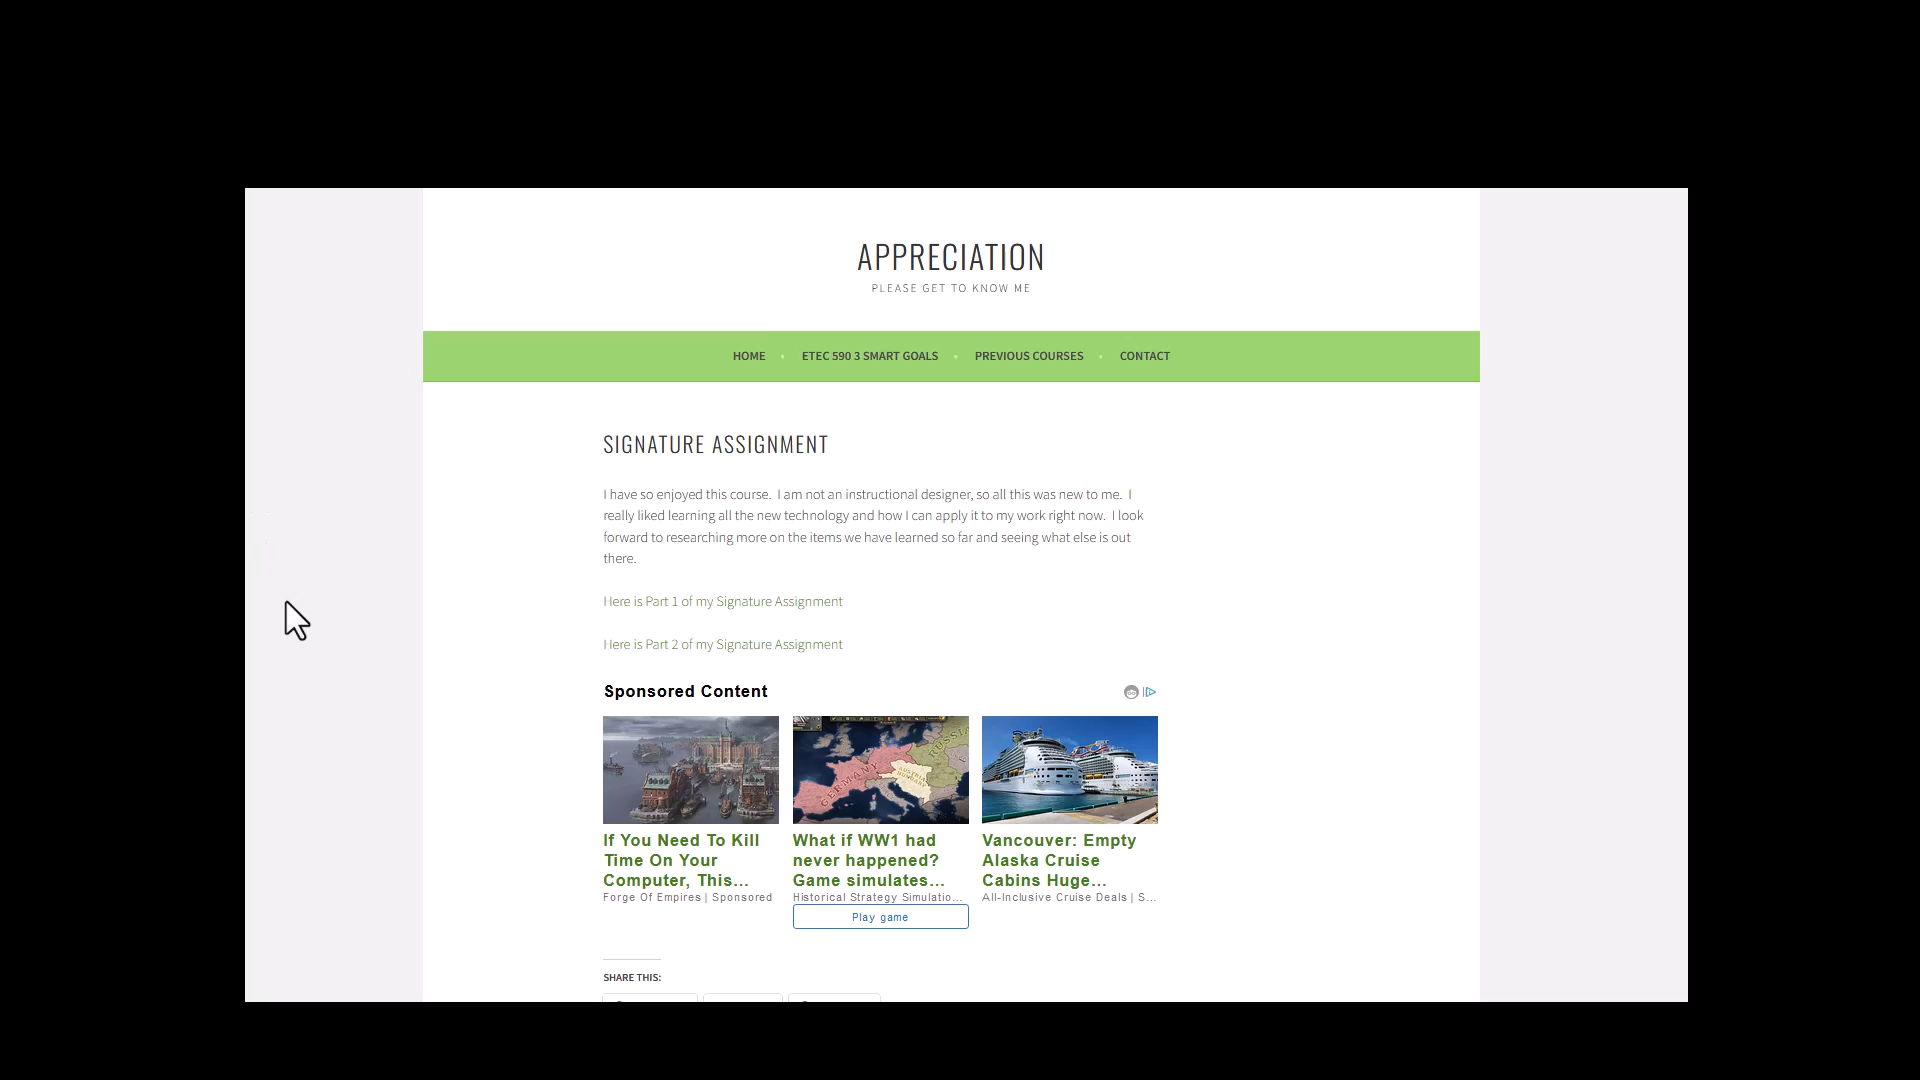 APPRECIATION
PLEASE GET TO KNOW ME
HOME • ETEC 590 3 SMART GOALS • PREVIOUS COURSES • CONTACT
SIGNATURE ASSIGNMENT
I have so enjoyed this course. I am not an instructional designer, so all this was new to me. I
really liked learning all the new technology and how I can apply it to my work right now. I look
forward to researching more on the items we have learned so far and seeing what else is out
there.
Here is Part 1 of my Signature Assignment
Here is Part 2 of my Signature Assignment
Sponsored Content
GERMANY
AUSTRIA
HUNGARY
RUSSIA
If You Need To Kill
Time On Your
Computer, This...
Forge Of Empires | Sponsored
What if WW1 had
never happened?
Game simulates...
Historical Strategy Simulatio...
Play game
Vancouver: Empty
Alaska Cruise
Cabins Huge...
All-Inclusive Cruise Deals | S...
SHARE THIS: